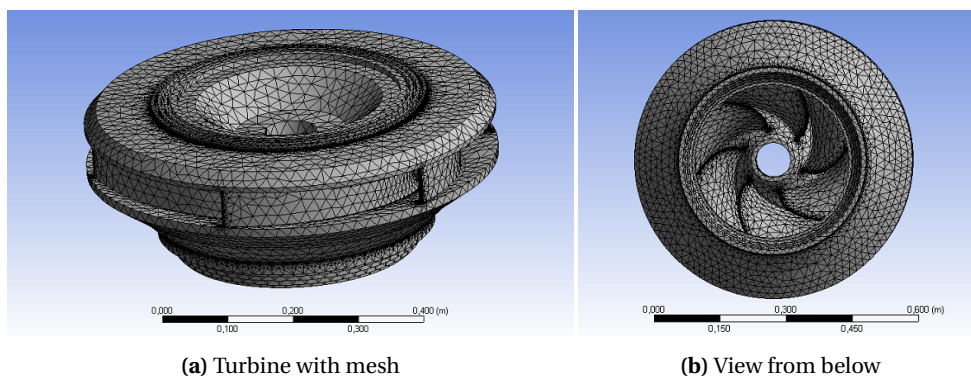 0,000 0,200 0,400 (m)
0,100 0,300
0,000 0,300 0,600 (m)
0,150 0,450
(a) Turbine with mesh
(b) View from below